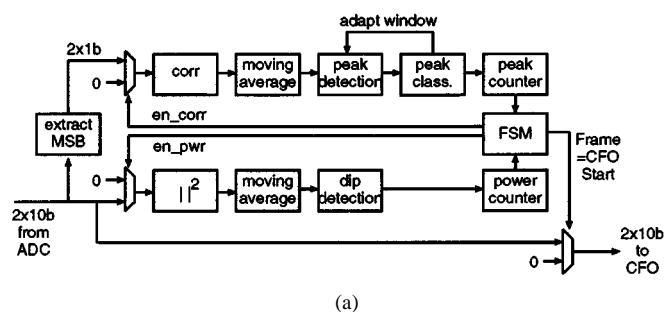 adapt window
2x1b
0
corr
moving
average
peak
detection
peak
class.
peak
counter
extract
MSB
en_corr
en_pwr
FSM
Frame
=CFO
Start
0
| |2
moving
average
dip
detection
power
counter
2x10b
from
ADC
0
2x10b
to
CFO
(a)